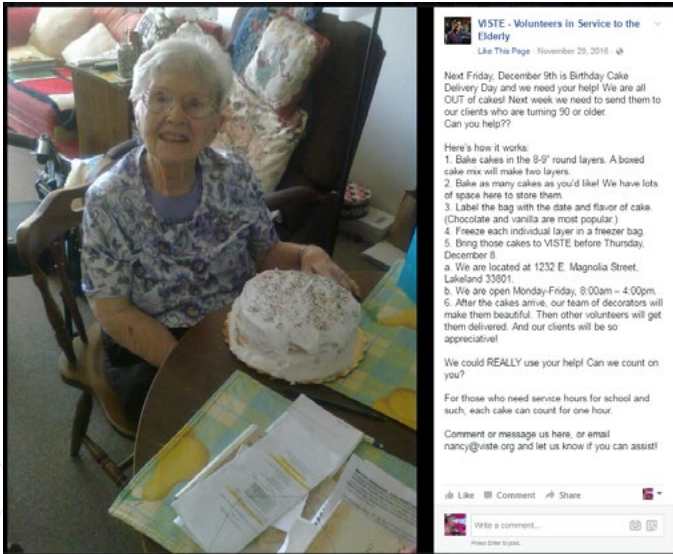 VISTE - Volunteers in Service to the
Elderly
Like This Page · November 29, 2016 ·
Next Friday, December 9th is Birthday Cake
Delivery Day and we need your help! We are all
OUT of cakes! Next week we need to send them to
our clients who are turning 90 or older.
Can you help??
Here's how it works:
1. Bake cakes in the 8-9" round layers. A boxed
cake mix will make two layers.
2. Bake as many cakes as you'd like! We have lots
of space here to store them.
3. Label the bag with the date and flavor of cake.
(Chocolate and vanilla are most popular.)
4. Freeze each individual layer in a freezer bag.
5. Bring those cakes to VISTE before Thursday,
December 8.
a. We are located at 1232 E. Magnolia Street,
Lakeland 33801.
b. We are open Monday-Friday, 8:00am – 4:00pm.
6. After the cakes arrive, our team of decorators will
make them beautiful. Then other volunteers will get
them delivered. And our clients will be so
appreciative!
We could REALLY use your help! Can we count on
you?
For those who need service hours for school and
such, each cake can count for one hour.
Comment or message us here, or email
nancy@viste.org and let us know if you can assist!
Like Comment Share
Write a comment...
Press Enter to post.